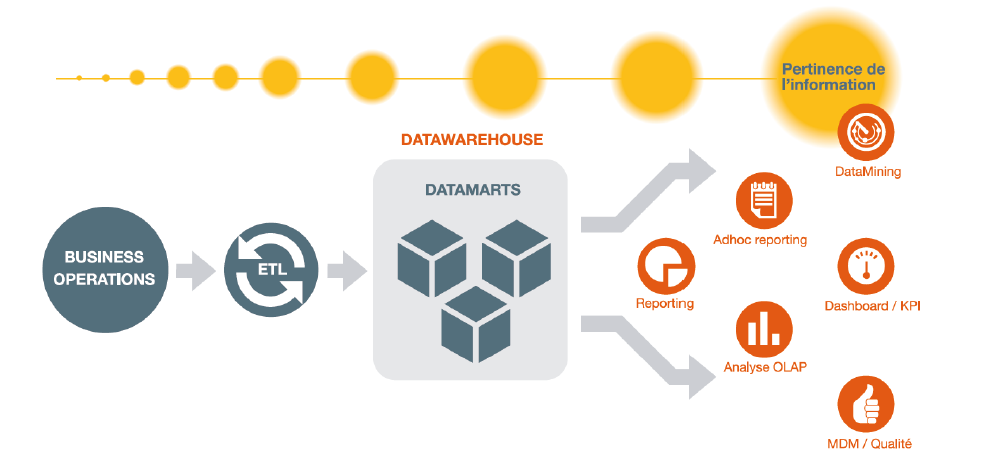 Pertinence de
l'information
DATAWAREHOUSE
DATAMARTS
BUSINESS
OPERATIONS
ETL
DataMining
Adhoc reporting
Reporting
Dashboard / KPI
Analyse OLAP
MDM / Qualité